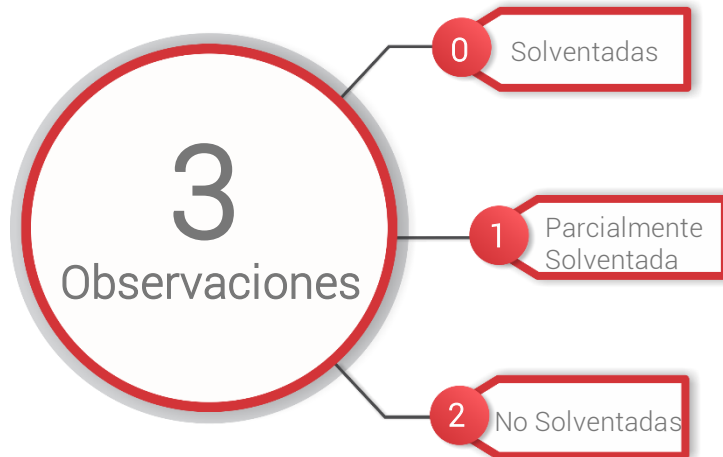 3
Observaciones
0
Solventadas
1
Parcialmente
Solventada
2
No Solventadas